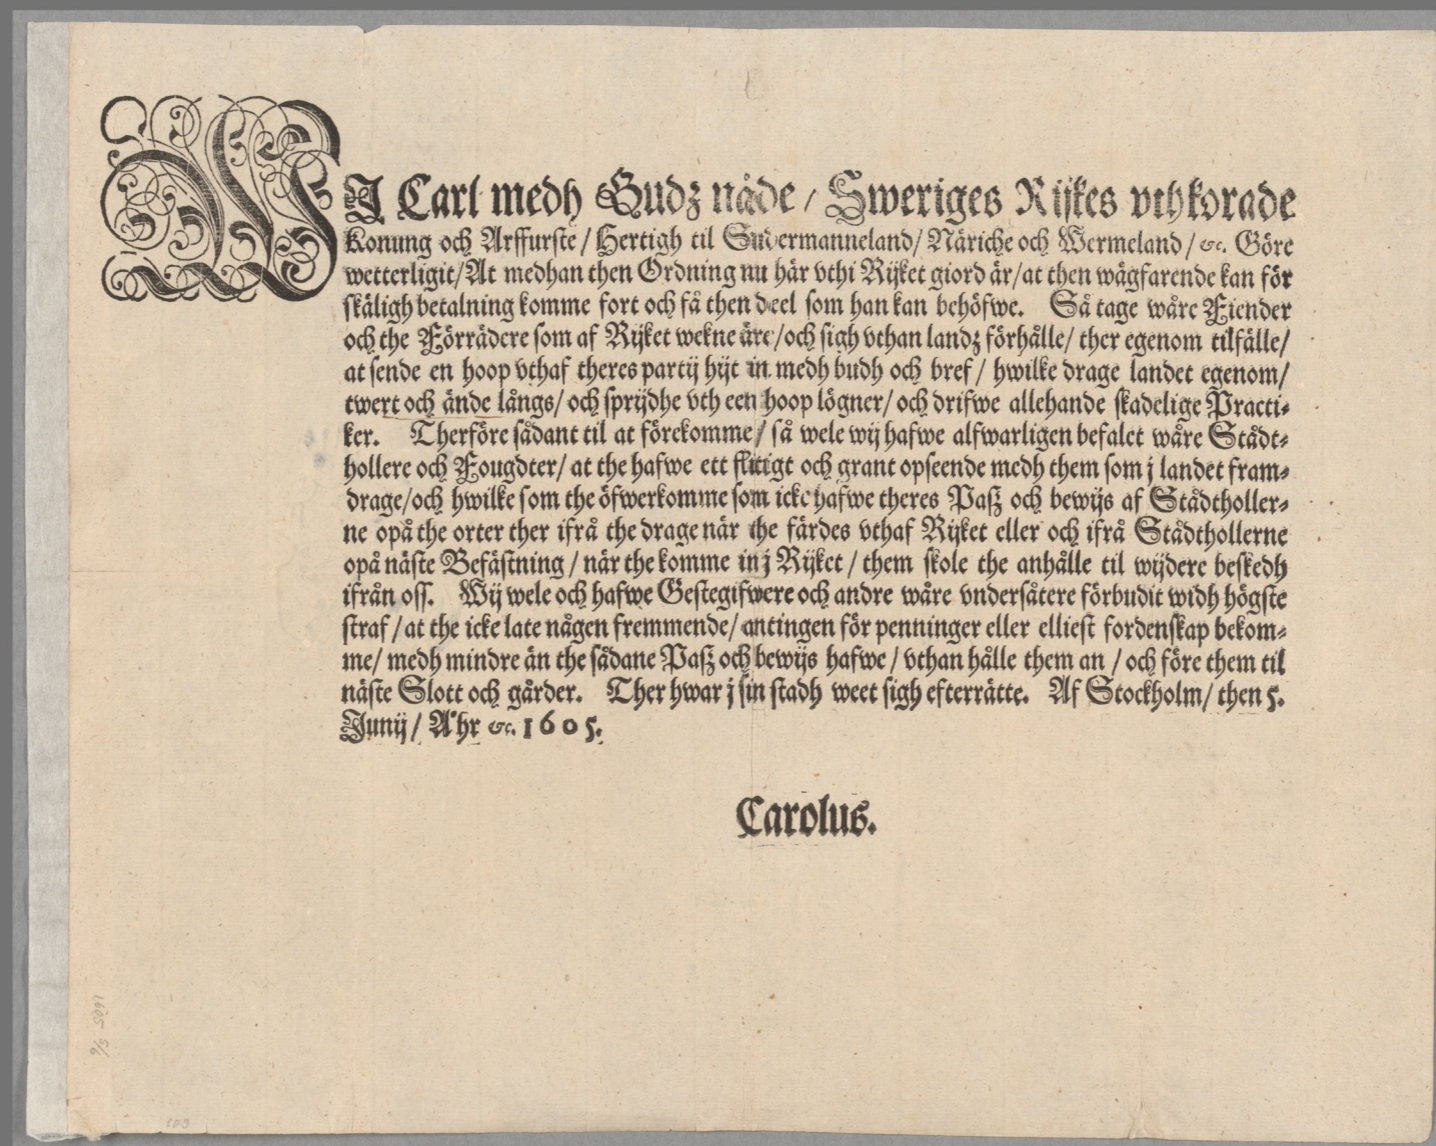 WJ Carl medh Gudz nåde / Sweriges Rijkes vthkorade
Konung och Arffurste / Hertigh til Sudermanneland / Näriche och Wermeland / &c. Göre
wetterligit / At medhan then Ordning nu här vthi Rijket giord är / at then wägfarende kan för
skäligh betalning komme fort och få then deel som han kan behöfwe. Så tage wåre Fiender
och the Förrädere som af Rijket wekne äre / och sigh vthan landz förhålle / ther egenom tilfälle /
at sende en hoop vthaf theres partij hijt in medh budh och bref / hwilke drage landet egenom /
twert och ände långs / och sprijdhe vth een hoop lögner / och drifwe allehande skadelige Practi-
ker. Therföre sådant til at förekomme / så wele wij hafwe alfwarligen befalet wåre Städt-
hollere och Fougdter / at the hafwe ett flitigt och grant opseende medh them som j landet fram-
drage / och hwilke som the öfwerkomme som icke hafwe theres Paß och bewijs af Stådtholler-
ne opå the orter ther ifrå the drage när the färdes vthaf Rijket eller och ifrå Stådthollerne
opå näste Befästning / när the komme in j Rijket / them skole the anhålle til wijdere beskedh
ifrån oss. Wij wele och hafwe Gestegifwere och andre wåre vndersåtere förbudit widh högste
straf / at the icke late någen fremmende / antingen för penninger eller elliest fordenskap bekom-
me / medh mindre än the sådane Paß och bewijs hafwe / vthan hålle them an / och före them til
näste Slott och gårder. Ther hwar j sin stadh weet sigh efterrätte. Af Stockholm / then 5.
Junij / Åhr &c. 1605.
Carolus.
1605 5/6